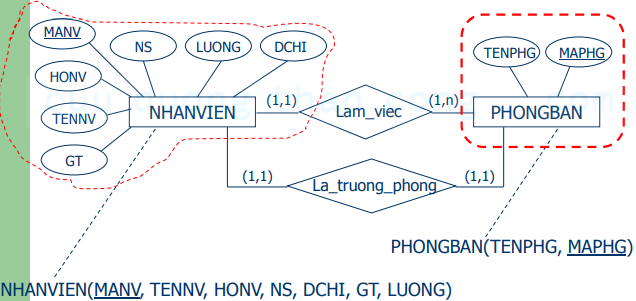 MANV
NS
LUONG
DCHI
HONV
TENNV
GT
NHANVIEN
(1,1)
Lam_viec
(1,n)
TENPHG
MAPHG
PHONGBAN
(1,1)
La_truong_phong
(1,1)
PHONGBAN(TENPHG, MAPHG)
NHANVIEN(MANV, TENNV, HONV, NS, DCHI, GT, LUONG)